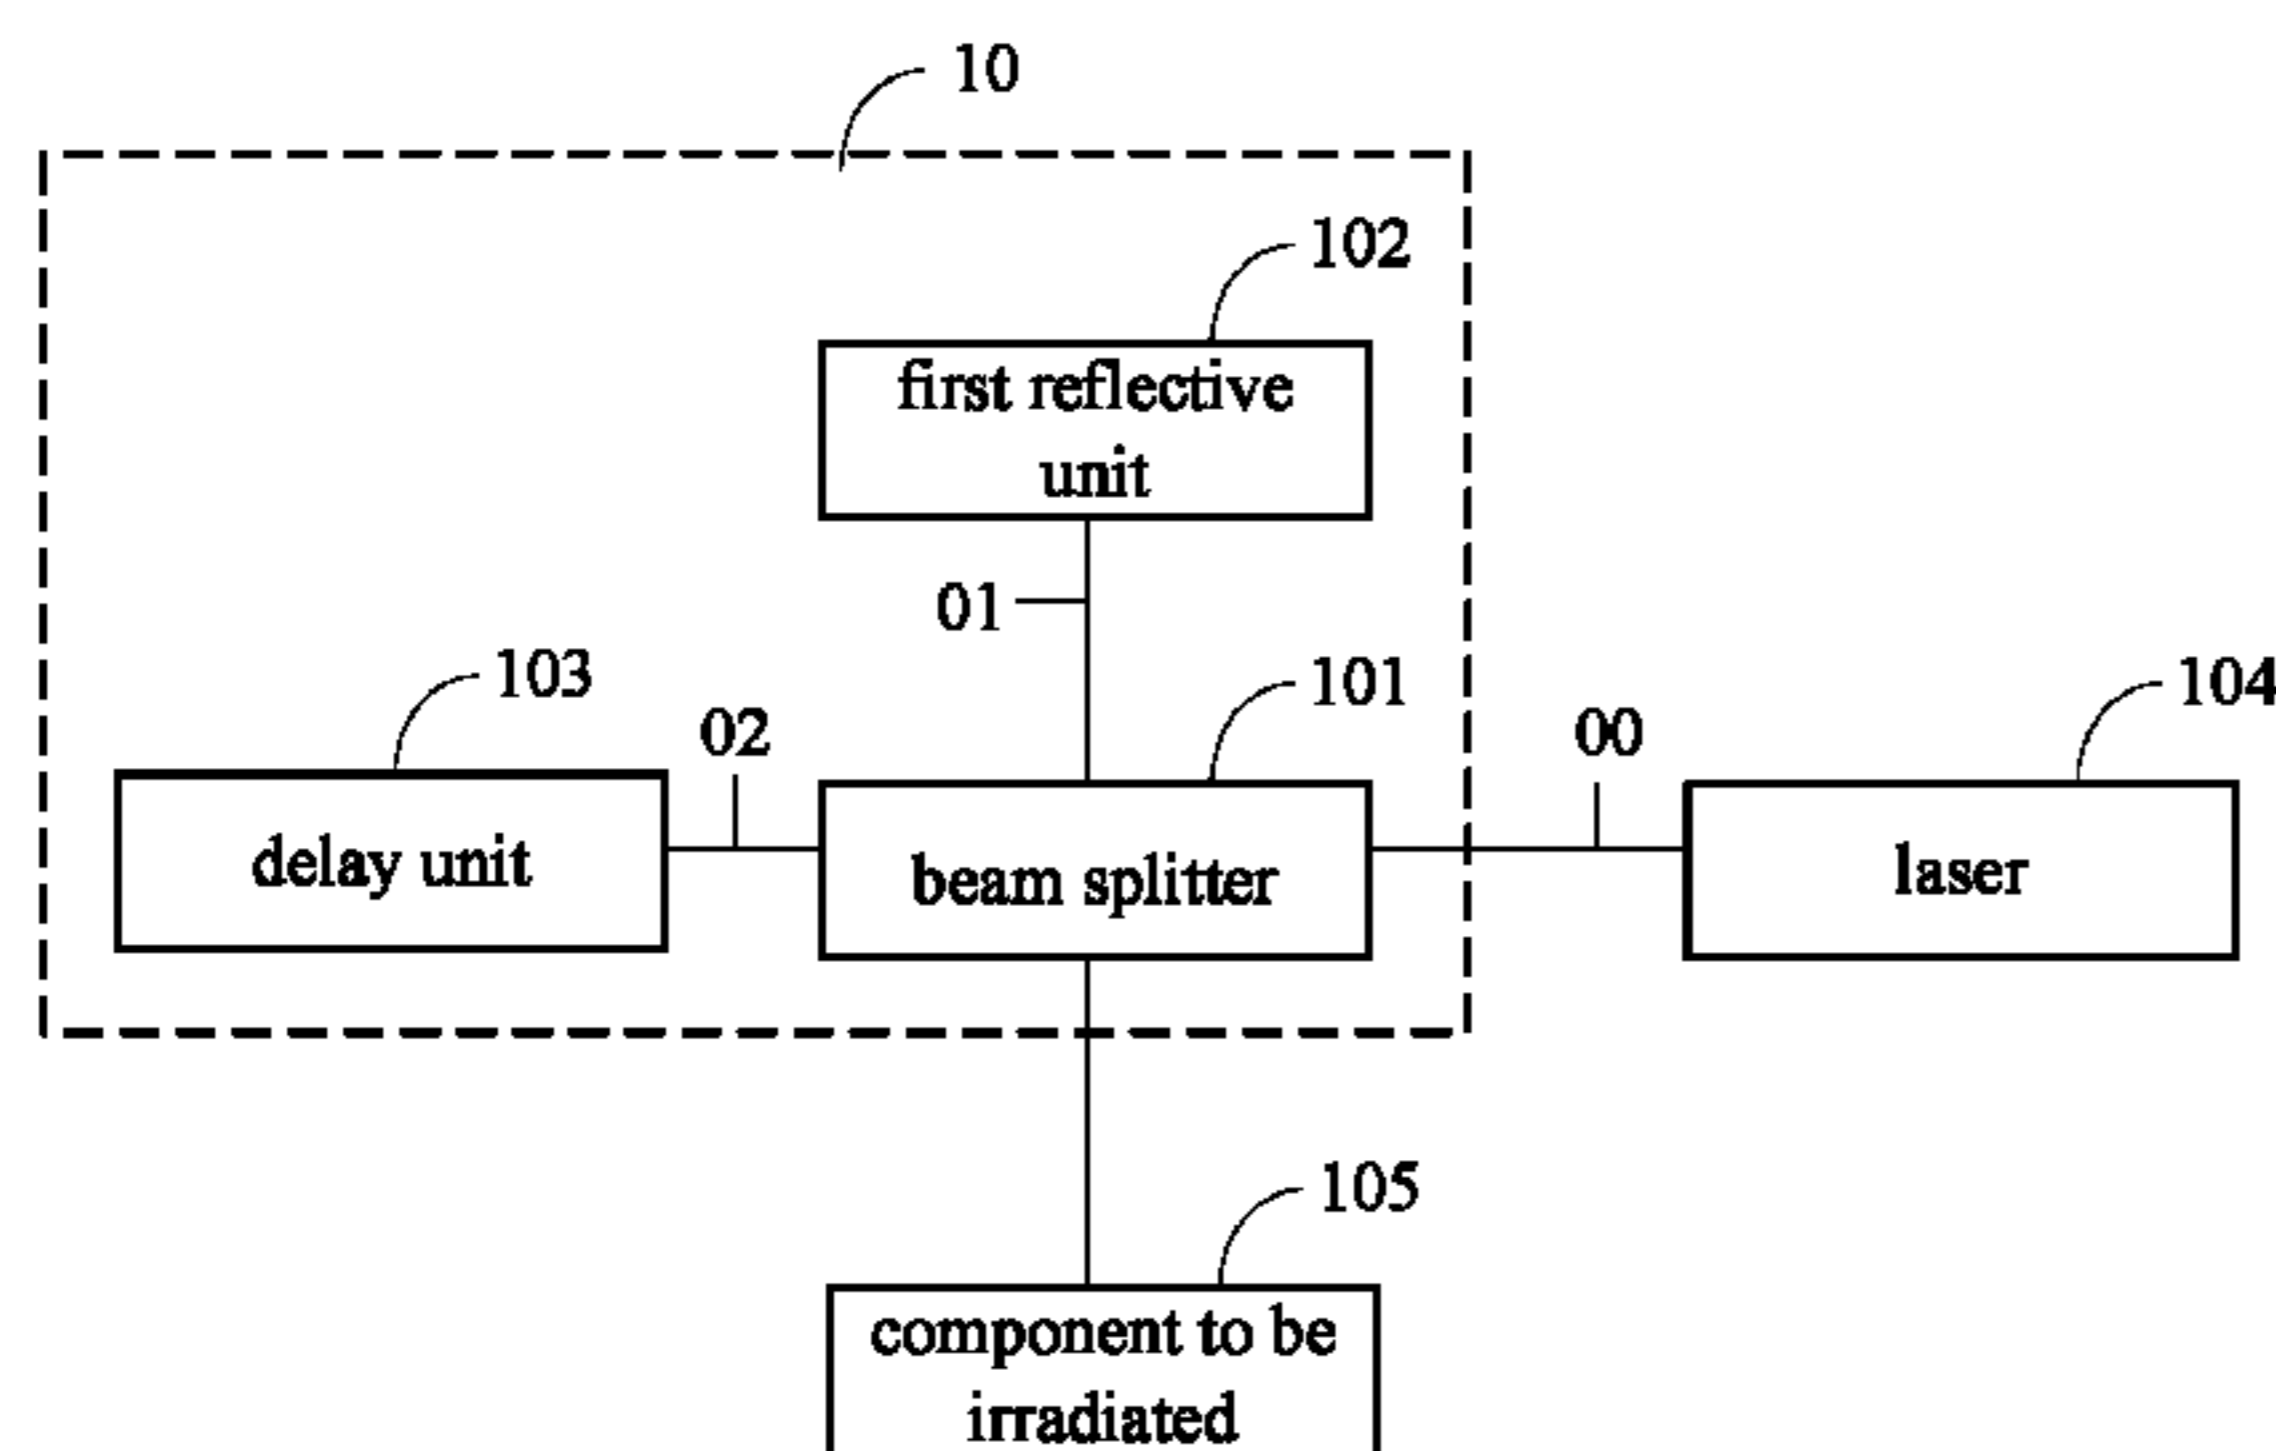 10
102
first reflective
unit
01
103
02
101
00
104
delay unit
beam splitter
laser
105
component to be
irradiated